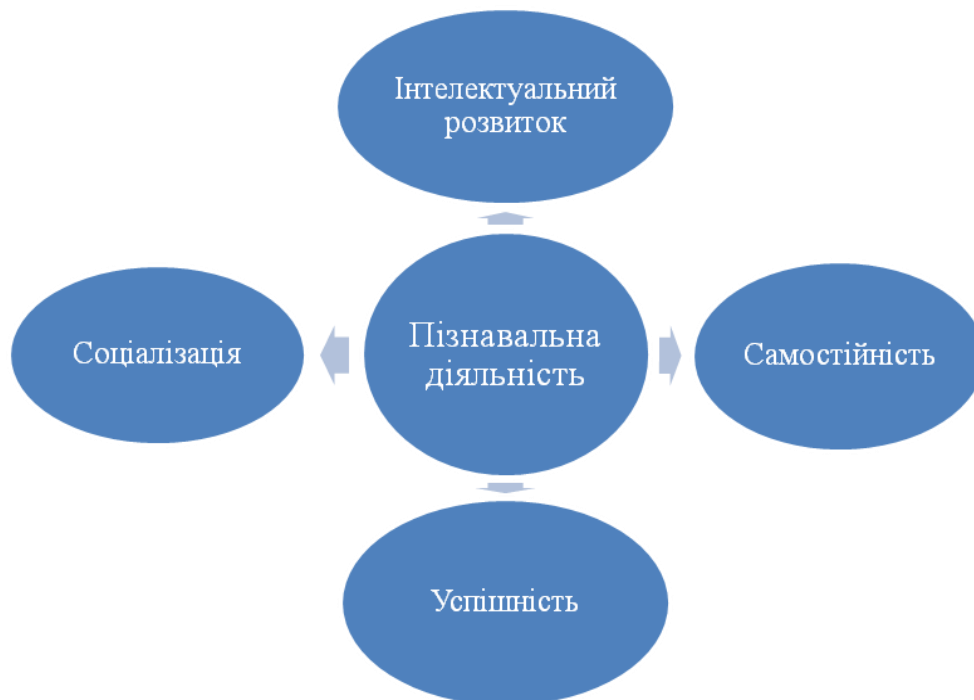 Інтелектуальний
розвиток
Соціалізація
Пізнавальна
діяльність
Самостійність
Успішність